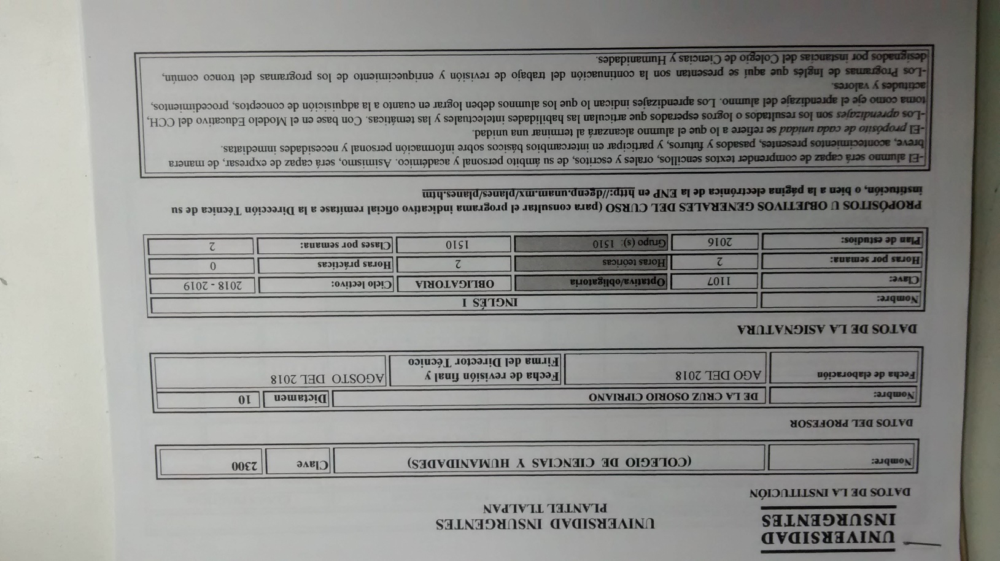 UNIVERSIDAD
INSURGENTES
UNIVERSIDAD INSURGENTES
PLANTEL TLALPAN
DATOS DE LA INSTITUCIÓN
Nombre: (COLEGIO DE CIENCIAS Y HUMANIDADES) Clave 2300
DATOS DEL PROFESOR
Nombre: DE LA CRUZ OSORIO CIPRIANO Dictamen 10
Fecha de elaboración AGO DEL 2018 Fecha de revisión final y AGOSTO DEL 2018
Firma del Director Técnico
DATOS DE LA ASIGNATURA
Nombre: INGLÉS I
Clave: 1107 Optativa/obligatoria OBLIGATORIA Ciclo lectivo: 2018 - 2019
Horas por semana: 2 Horas teóricas 2 Horas prácticas 0
Plan de estudios: 2016 Grupo (s): 1510 1510 Clases por semana: 2
PROPÓSITOS U OBJETIVOS GENERALES DEL CURSO (para consultar el programa indicativo oficial remítase a la Dirección Técnica de su
institución, o bien a la página electrónica de la ENP en http://dgenp.unam.mx/planes/planes.htm
-El alumno será capaz de comprender textos sencillos, orales y escritos, de su ámbito personal y académico. Asimismo, será capaz de expresar, de manera
breve, acontecimientos presentes, pasados y futuros, y participar en intercambios básicos sobre información personal y necesidades inmediatas.
-El propósito de cada unidad se refiere a lo que el alumno alcanzará al terminar una unidad.
-Los aprendizajes son los resultados o logros esperados que articulan las habilidades intelectuales y las temáticas. Con base en el Modelo Educativo del CCH,
toma como eje el aprendizaje del alumno. Los aprendizajes indican lo que los alumnos deben lograr en cuanto a la adquisición de conceptos, procedimientos,
actitudes y valores.
-Los Programas de Inglés que aquí se presentan son la continuación del trabajo de revisión y enriquecimiento de los programas del tronco común,
designados por instancias del Colegio de Ciencias y Humanidades.